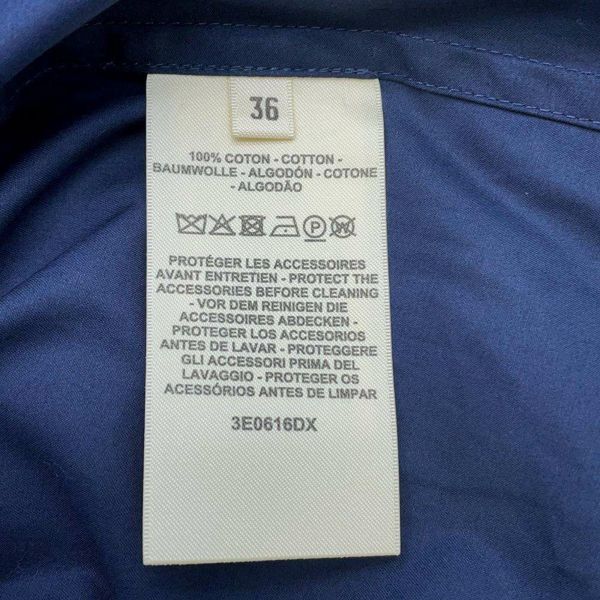 36
100% COTON - COTTON -
BAUMWOLLE - ALGODÓN - COTONE
- ALGODÃO
P W
PROTÉGER LES ACCESSOIRES
AVANT ENTRETIEN - PROTECT THE
ACCESSORIES BEFORE CLEANING
- VOR DEM REINIGEN DIE
ACCESSOIRES ABDECKEN -
PROTEGER LOS ACCESORIOS
ANTES DE LAVAR - PROTEGGERE
GLI ACCESSORI PRIMA DEL
LAVAGGIO - PROTEGER OS
ACESSÓRIOS ANTES DE LIMPAR
3E0616DX